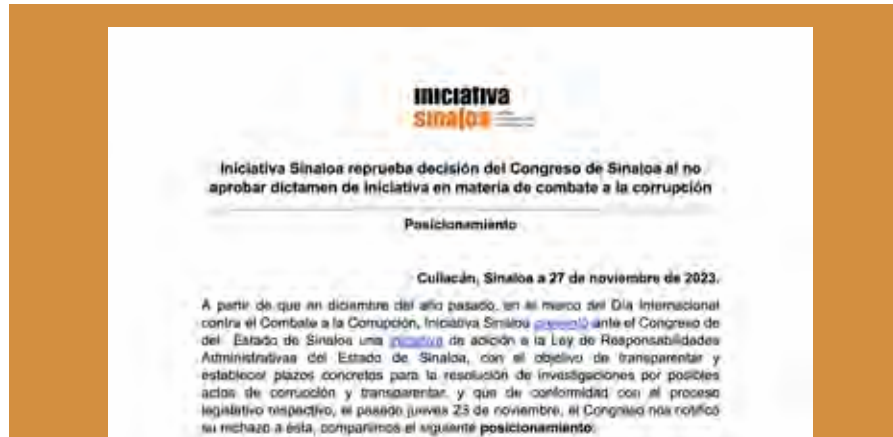 iniciativa
sinaloa
Iniciativa Sinaloa reprueba decisión del Congreso de Sinaloa al no
aprobar dictamen de iniciativa en materia de combate a la corrupción
Posicionamiento
Culiacán, Sinaloa a 27 de noviembre de 2023.
A partir de que en diciembre del año pasado, en el marco del Día Internacional
contra el Combate a la Corrupción, Iniciativa Sinaloa presentó ante el Congreso de
del Estado de Sinaloa una iniciativa de adición a la Ley de Responsabilidades
Administrativas del Estado de Sinaloa, con el objetivo de transparentar y
establecer plazos concretos para la resolución de investigaciones por posibles
actos de corrupción y transparentar, y que de conformidad con el proceso
legislativo respectivo, el pasado jueves 23 de noviembre, el Congreso nos notificó
su rechazo a ésta, compartimos el siguiente posicionamiento: